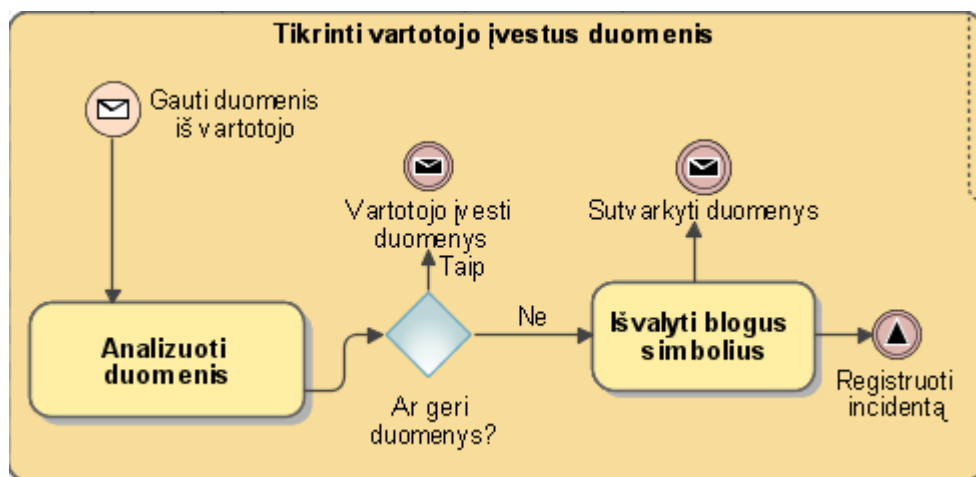 Tikrinti vartotojo įvestus duomenis
Gauti duomenis
iš vartotojo
Vartotojo įvesti
duomenys
Taip
Sutvarkyti duomenys
Analizuoti
duomenis
Ne
Išvalyti blogus
simbolius
Ar geri
duomenys?
Registruoti
incidentą